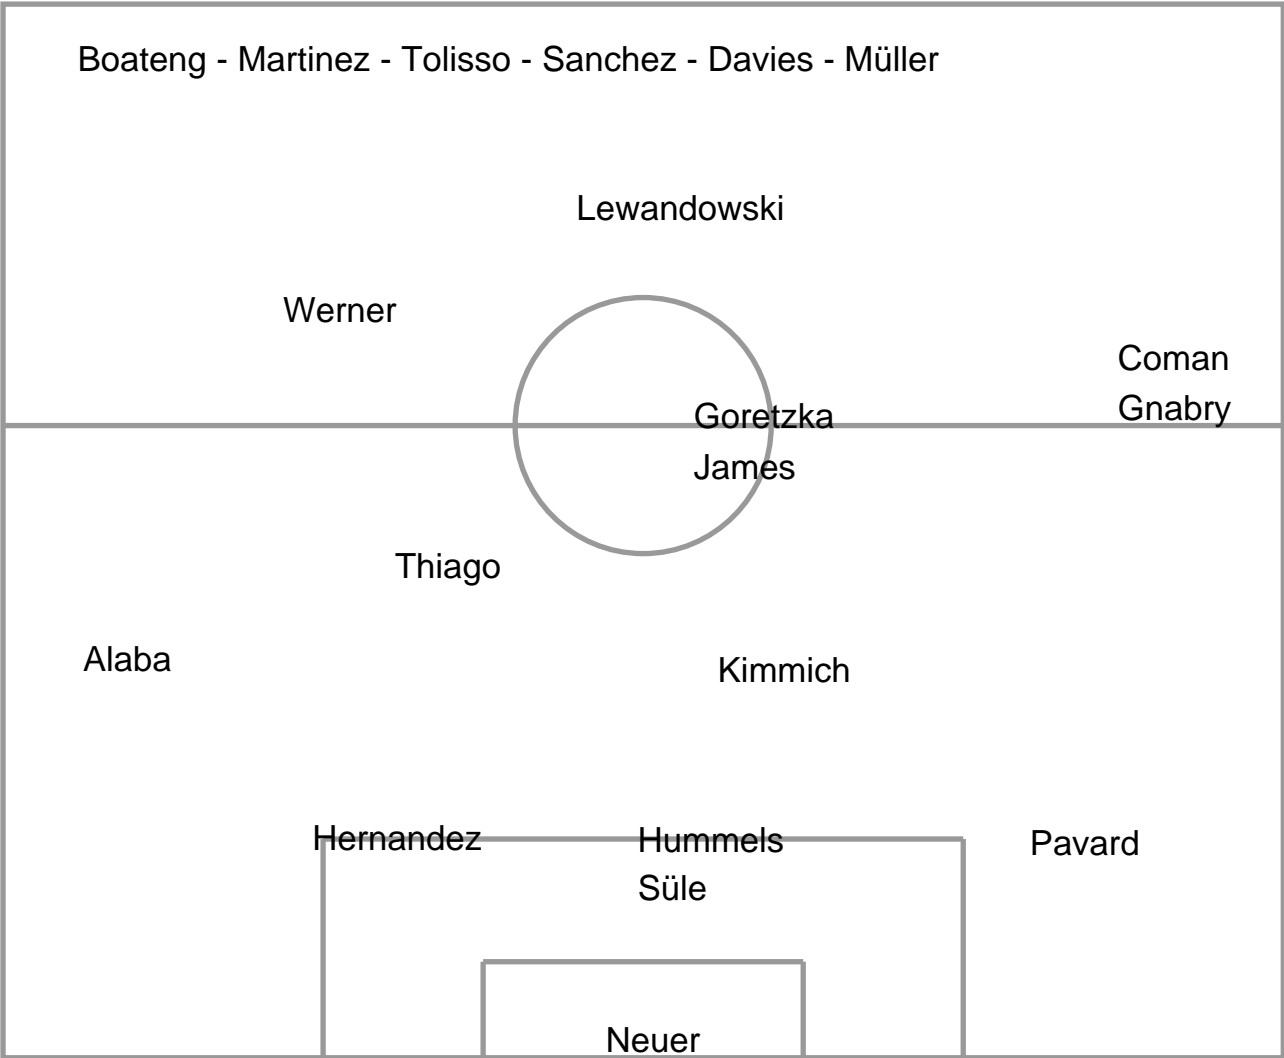 Boateng - Martinez - Tolisso - Sanchez - Davies - Müller
Lewandowski
Werner
Coman
Gnabry
Goretzka
James
Thiago
Alaba
Kimmich
Hernandez
Hummels
Süle
Pavard
Neuer